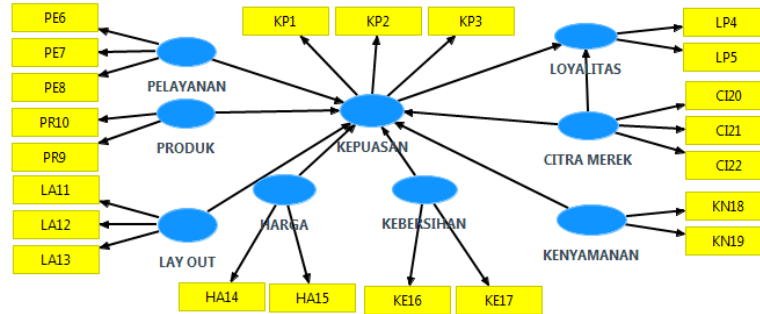 PE6
KP1
KP2
KP3
LP4
PE7
LP5
LOYALITAS
PE8
PELAYANAN
CI20
PR10
CI21
PRODUK
KEPUASAN
CITRA MEREK
PR9
CI22
LA11
KN18
LA12
HARGA
KEBERSIHAN
KN19
LA13
LAY OUT
KENYAMANAN
HA14
HA15
KE16
KE17